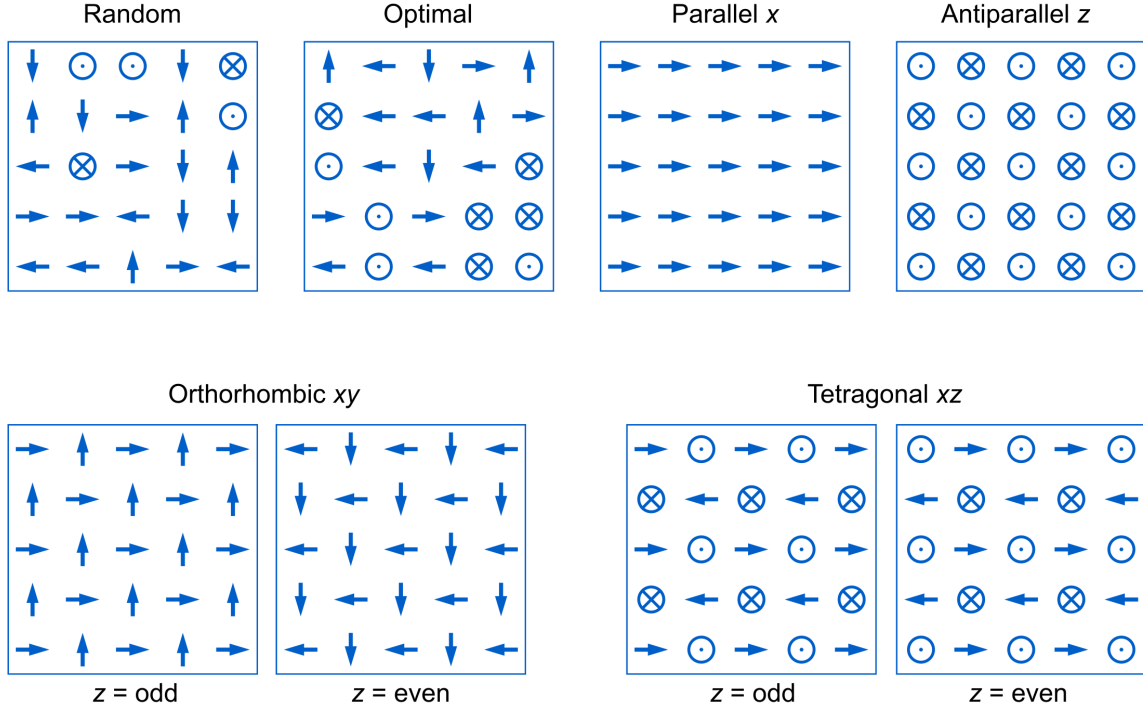 Random
Optimal
Parallel x
Antiparallel z
Orthorhombic xy
Tetragonal xz
z = odd
z = even
z = odd
z = even